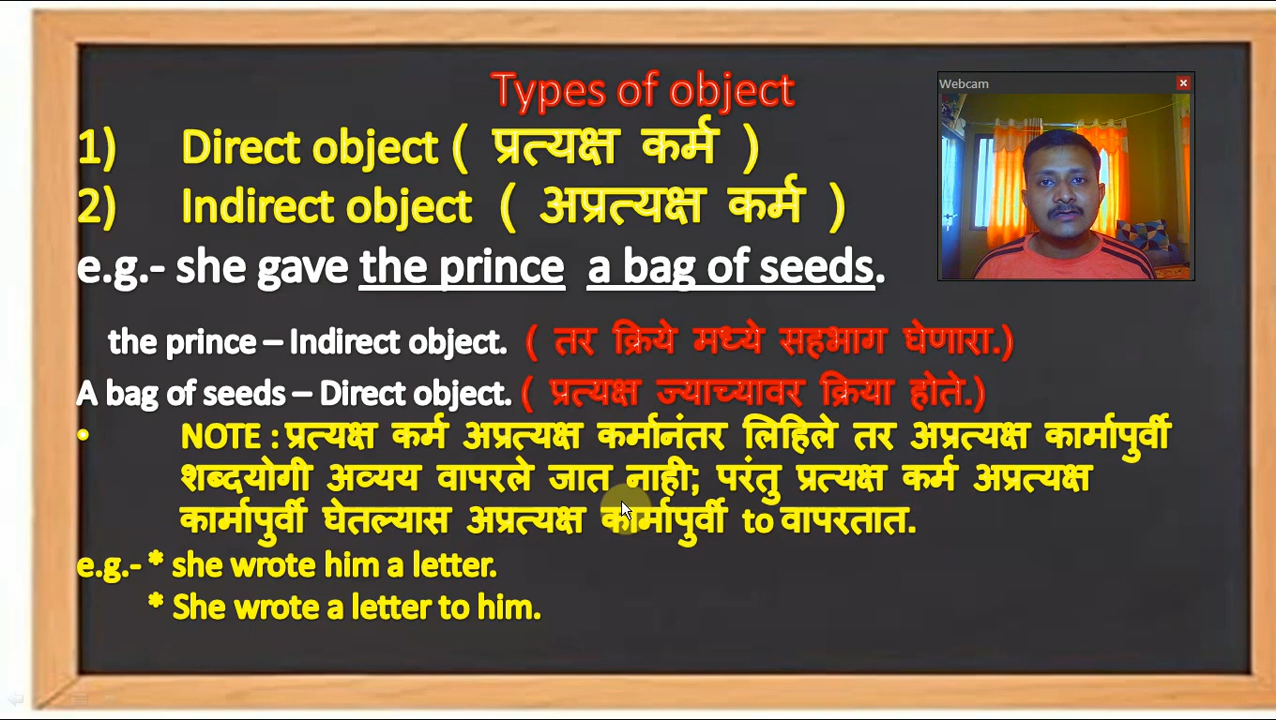 Types of object
Webcam
1) Direct object ( प्रत्यक्ष कर्म )
2) Indirect object ( अप्रत्यक्ष कर्म )
e.g.- she gave the prince a bag of seeds.
the prince – Indirect object. ( तर क्रिये मध्ये सहभाग घेणारा.)
A bag of seeds – Direct object. ( प्रत्यक्ष ज्याच्यावर क्रिया होते.)
• NOTE : प्रत्यक्ष कर्म अप्रत्यक्ष कर्मानंतर लिहिले तर अप्रत्यक्ष कार्मापुर्वी
शब्दयोगी अव्यय वापरले जात नाही; परंतु प्रत्यक्ष कर्म अप्रत्यक्ष
कार्मापुर्वी घेतल्यास अप्रत्यक्ष कार्मापुर्वी to वापरतात.
e.g.- * she wrote him a letter.
* She wrote a letter to him.